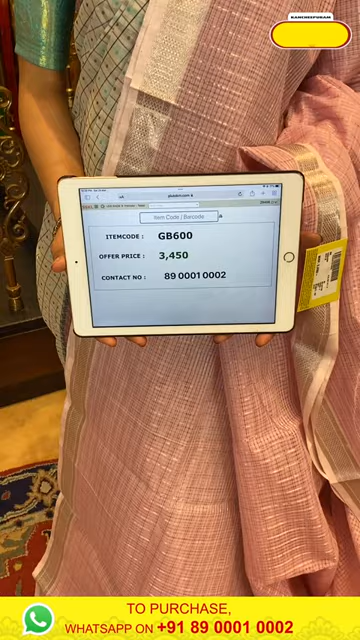 KANCHEEPURAM
Item Code / Barcode
ITEMCODE : GB600
OFFER PRICE : 3,450
CONTACT NO : 89 0001 0002
TO PURCHASE,
WHATSAPP ON +91 89 0001 0002